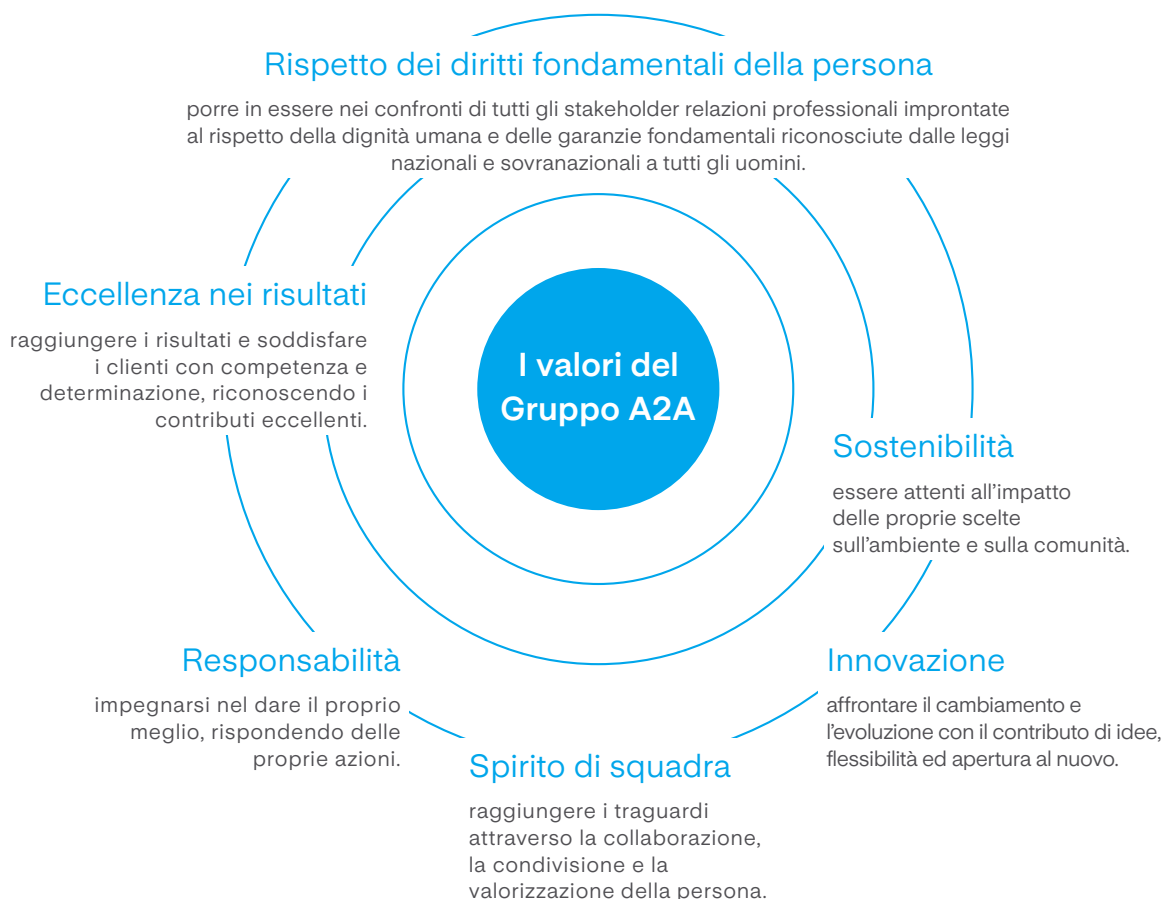 Rispetto dei diritti fondamentali della persona
porre in essere nei confronti di tutti gli stakeholder relazioni professionali improntate
al rispetto della dignità umana e delle garanzie fondamentali riconosciute dalle leggi
nazionali e sovranazionali a tutti gli uomini.
Eccellenza nei risultati
raggiungere i risultati e soddisfare
i clienti con competenza e
determinazione, riconoscendo i
contributi eccellenti.
I valori del
Gruppo A2A
Sostenibilità
essere attenti all'impatto
delle proprie scelte
sull'ambiente e sulla comunità.
Responsabilità
impegnarsi nel dare il proprio
meglio, rispondendo delle
proprie azioni.
Spirito di squadra
raggiungere i traguardi
attraverso la collaborazione,
la condivisione e la
valorizzazione della persona.
Innovazione
affrontare il cambiamento e
l'evoluzione con il contributo di idee,
flessibilità ed apertura al nuovo.